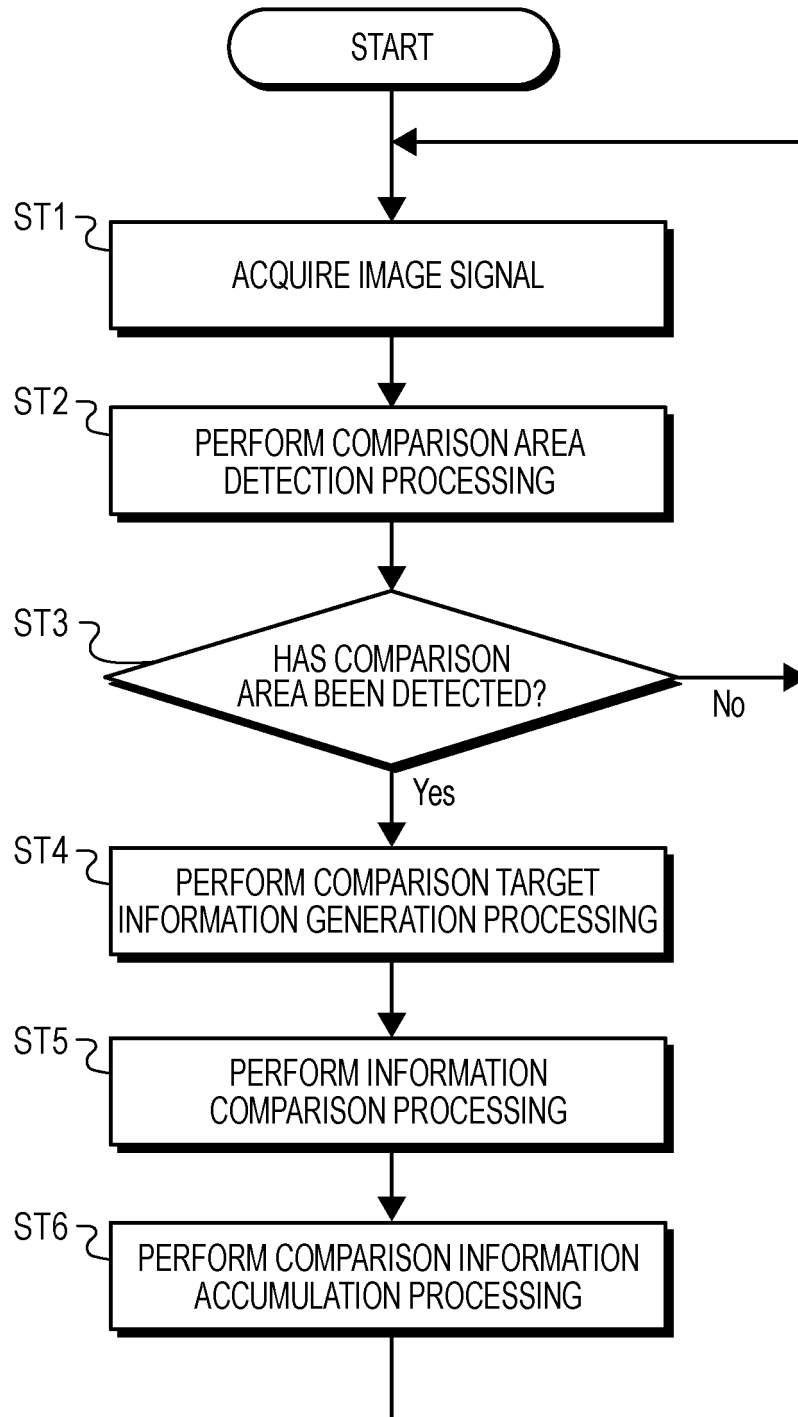 START
ST1
ACQUIRE IMAGE SIGNAL
ST2
PERFORM COMPARISON AREA
DETECTION PROCESSING
ST3
HAS COMPARISON
AREA BEEN DETECTED?
No
Yes
ST4
PERFORM COMPARISON TARGET
INFORMATION GENERATION PROCESSING
ST5
PERFORM INFORMATION
COMPARISON PROCESSING
ST6
PERFORM COMPARISON INFORMATION
ACCUMULATION PROCESSING